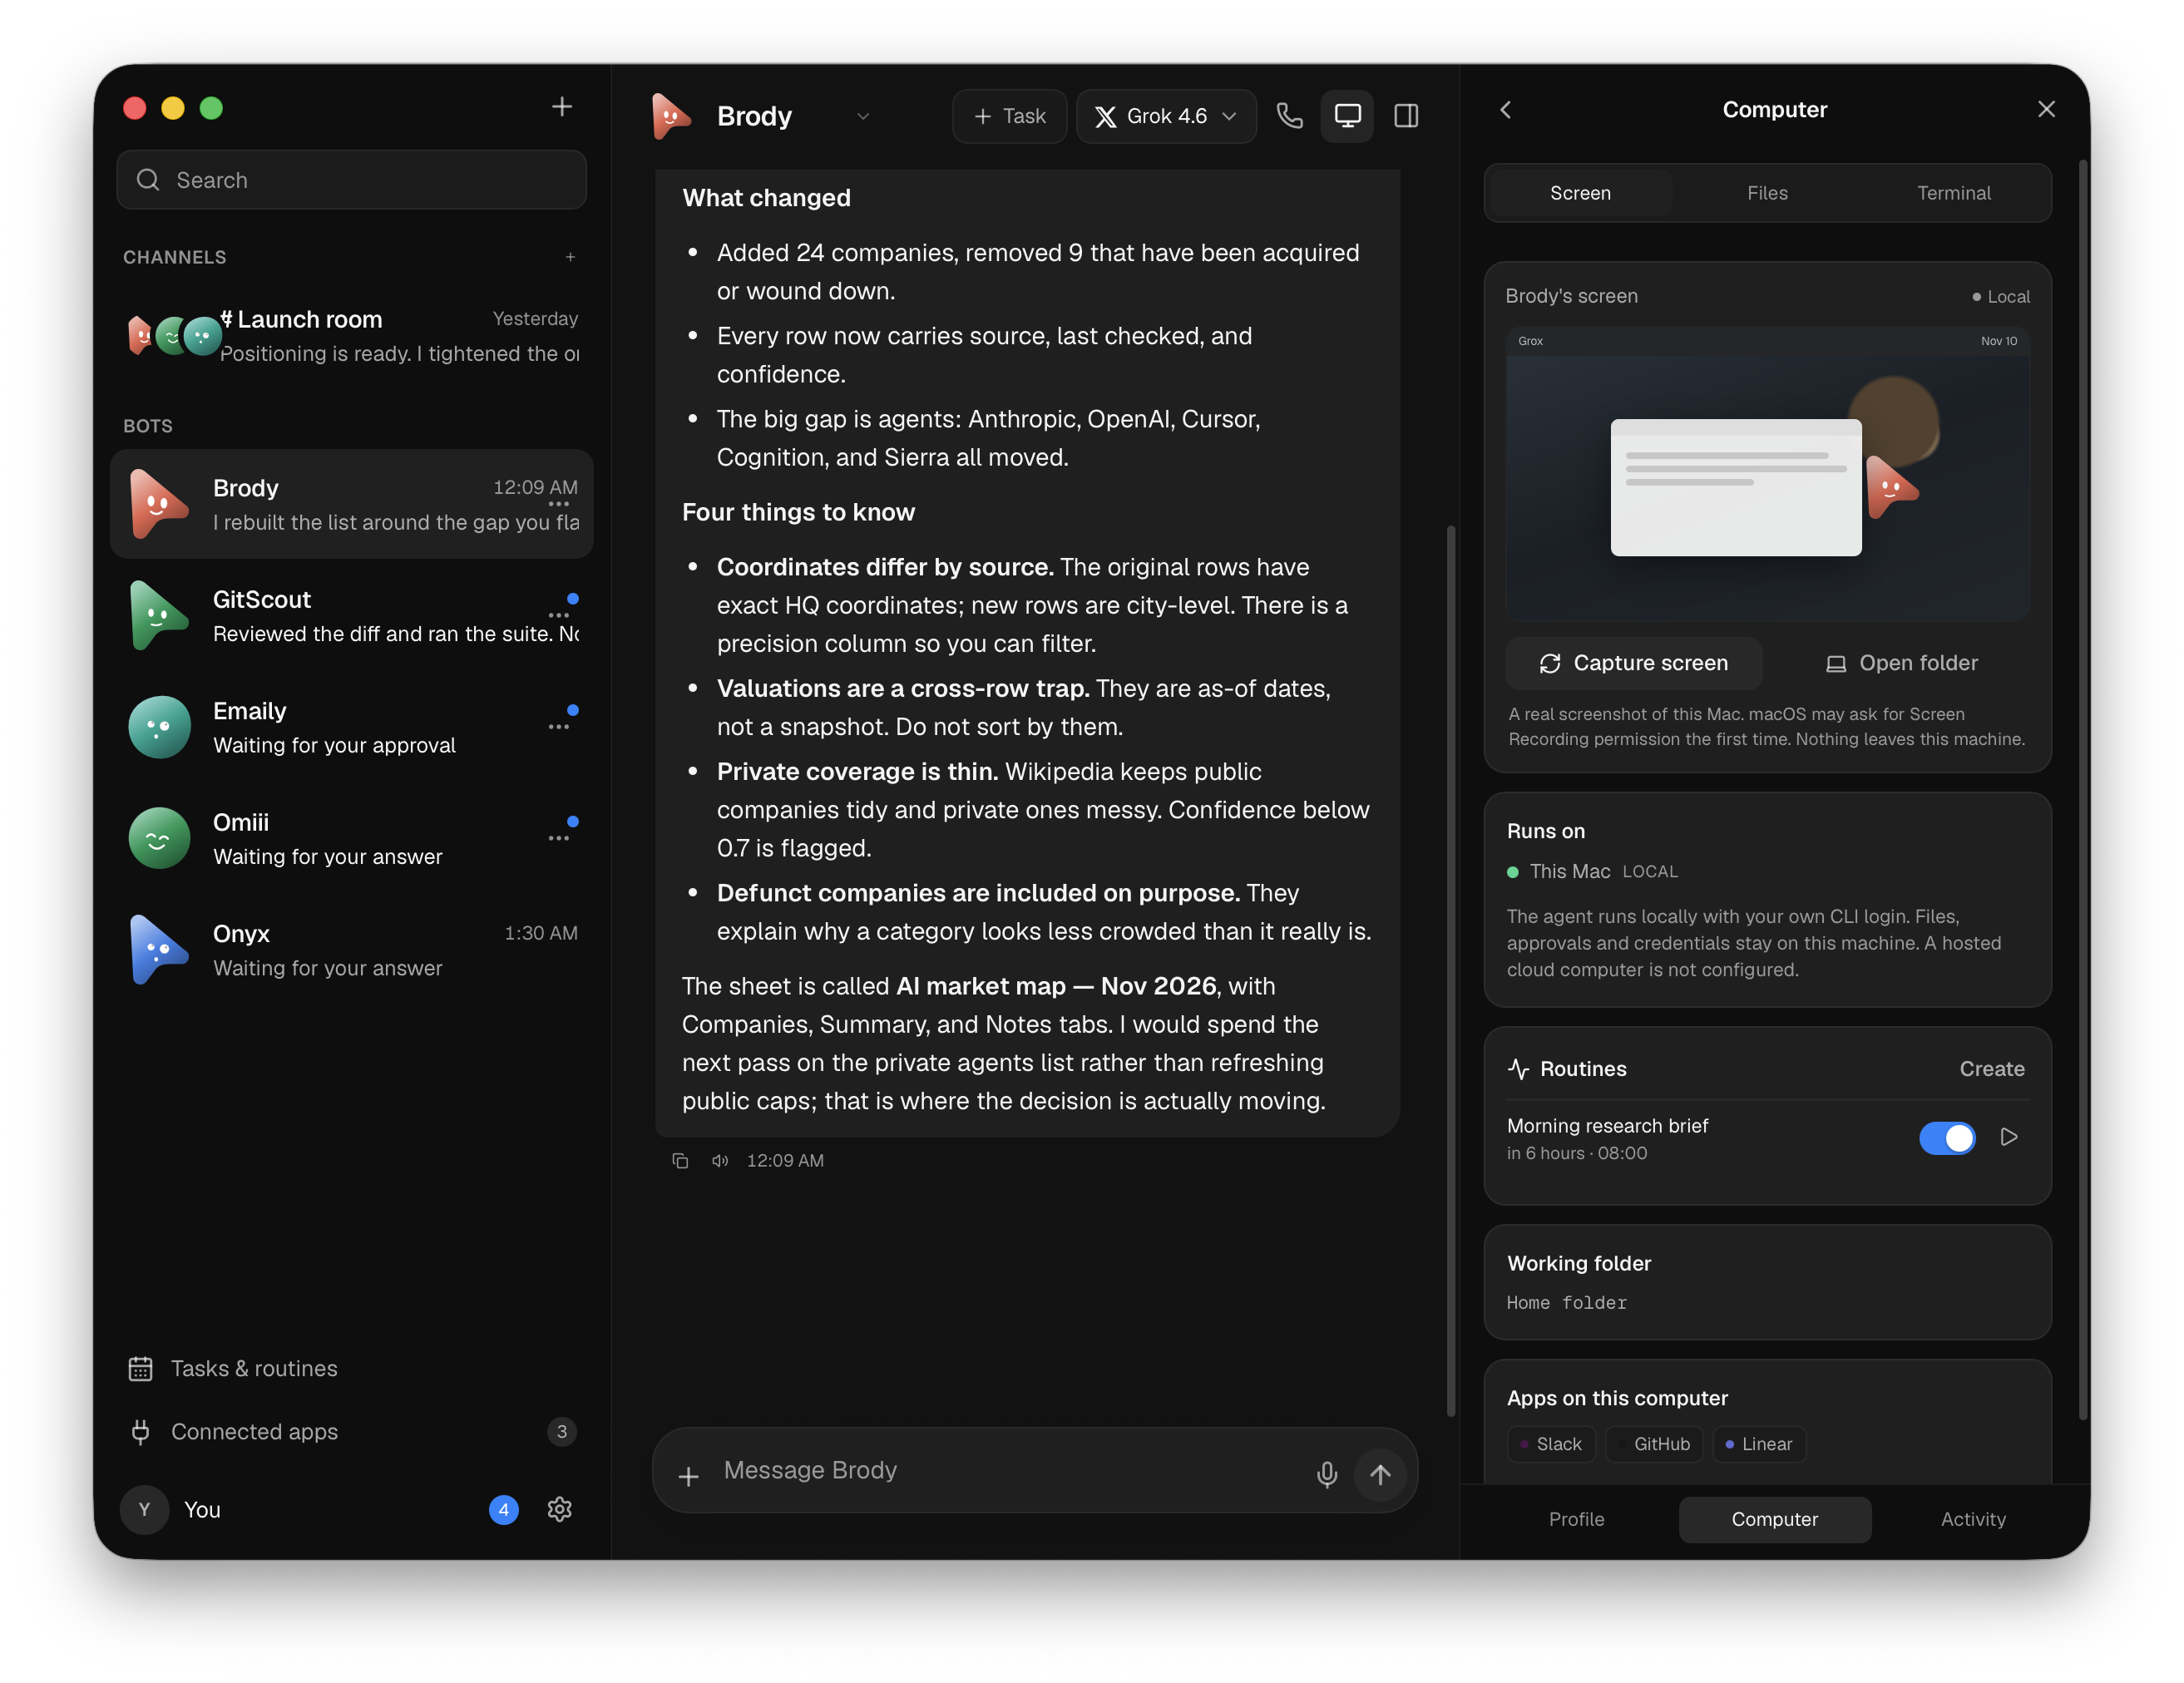 Search
CHANNELS
# Launch room
Yesterday
Positioning is ready. I tightened the or
BOTS
Brody
12:09 AM
I rebuilt the list around the gap you fla
GitScout
Reviewed the diff and ran the suite. No
Emaily
Waiting for your approval
Omiii
Waiting for your answer
Onyx
1:30 AM
Waiting for your answer
Tasks & routines
Connected apps
3
Y
You
4
Brody
Task
Grok 4.6
What changed
• Added 24 companies, removed 9 that have been acquired
or wound down.
• Every row now carries source, last checked, and
confidence.
• The big gap is agents: Anthropic, OpenAI, Cursor,
Cognition, and Sierra all moved.
Four things to know
• Coordinates differ by source. The original rows have
exact HQ coordinates; new rows are city-level. There is a
precision column so you can filter.
• Valuations are a cross-row trap. They are as-of dates,
not a snapshot. Do not sort by them.
• Private coverage is thin. Wikipedia keeps public
companies tidy and private ones messy. Confidence below
0.7 is flagged.
• Defunct companies are included on purpose. They
explain why a category looks less crowded than it really is.
The sheet is called AI market map — Nov 2026, with
Companies, Summary, and Notes tabs. I would spend the
next pass on the private agents list rather than refreshing
public caps; that is where the decision is actually moving.
12:09 AM
Message Brody
Computer
Screen
Files
Terminal
Brody's screen
Local
Grox
Nov 10
Capture screen
Open folder
A real screenshot of this Mac. macOS may ask for Screen
Recording permission the first time. Nothing leaves this machine.
Runs on
This Mac LOCAL
The agent runs locally with your own CLI login. Files,
approvals and credentials stay on this machine. A hosted
cloud computer is not configured.
Routines
Create
Morning research brief
in 6 hours · 08:00
Working folder
Home folder
Apps on this computer
Slack
GitHub
Linear
Profile
Computer
Activity